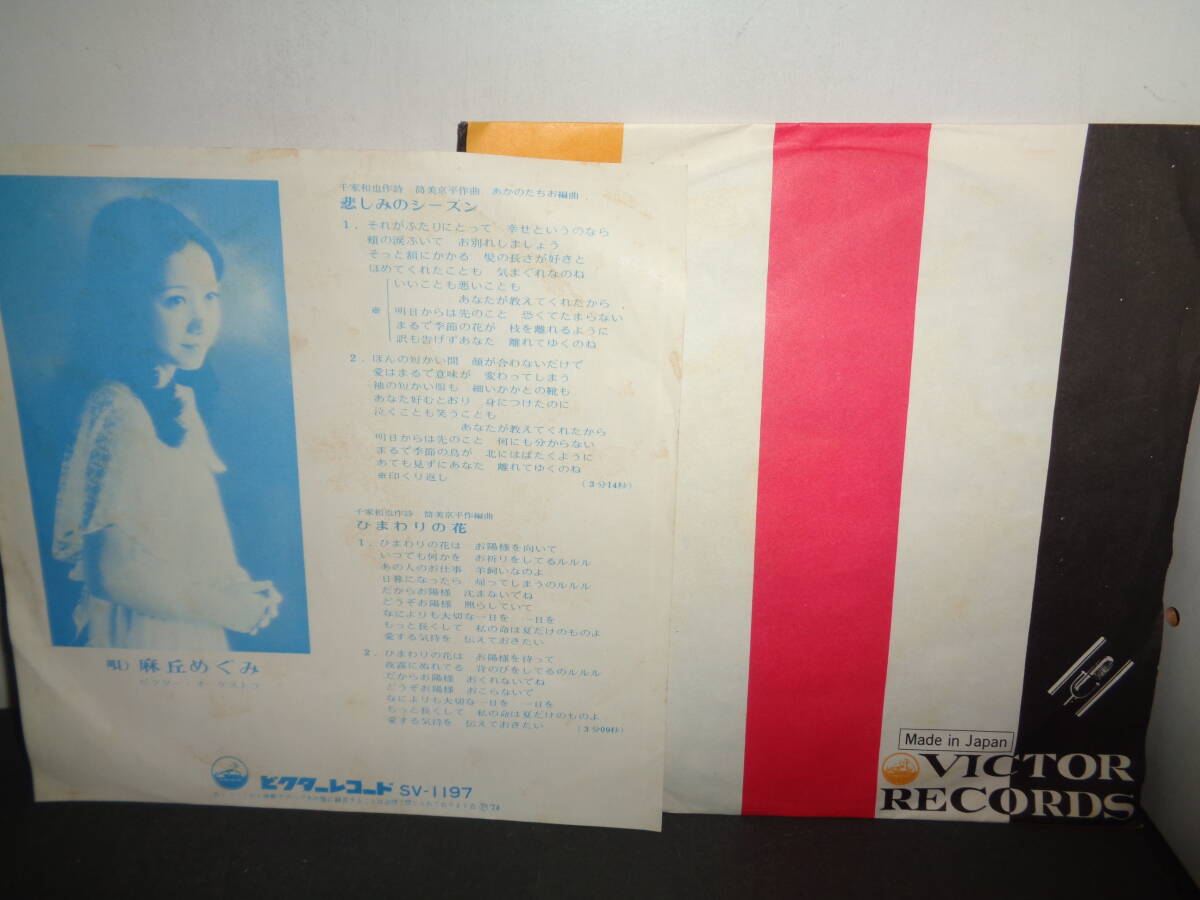 千家和也作詩　筒美京平作曲　あかのたちお編曲
悲しみのシーズン
1. それがふたりにとって　幸せというのなら
頬の涙ふいて　お別れしましょう
そっと額にかかる　髪の長さが好きと
ほめてくれたことも　気まぐれなのね
いいことも悪いことも
あなたが教えてくれたから
※ 明日からは先のこと　恐くてたまらない
まるで季節の花が　枝を離れるように
訳も告げずあなた　離れてゆくのね
2. ほんの短かい間　顔が合わないだけで
愛はまるで意味が　変わってしまう
袖の短かい服も　細いかかとの靴も
あなた好むとおり　身につけたのに
泣くことも笑うことも
あなたが教えてくれたから
明日からは先のこと　何にも分からない
まるで季節の鳥が　北にはばたくように
あても見ずにあなた　離れてゆくのね
※印くり返し
（3分14秒）
千家和也作詩　筒美京平作編曲
ひまわりの花
1. ひまわりの花は　お陽様を向いて
いつでも何かを　お祈りをしてるルルル
あの人のお仕事　羊飼いなのよ
日暮になったら　帰ってしまうのルルル
だからお陽様　沈まないでね
どうぞお陽様　照らしていて
なによりも大切な一日を　一日を
もっと長くして　私の命は夏だけのものよ
愛する気持を　伝えておきたい
2. ひまわりの花は　お陽様を待って
夜露にぬれてる　背のびをしてるのルルル
だからお陽様　おくれないでね
どうぞお陽様　おこらないで
なによりも大切な一日を　一日を
もっと長くして　私の命は夏だけのものよ
愛する気持を　伝えておきたい
（3分09秒）
唄) 麻丘めぐみ
ビクター・オーケストラ
ビクターレコード SV-1197
Ⓟ'74
Made in Japan
VICTOR
RECORDS